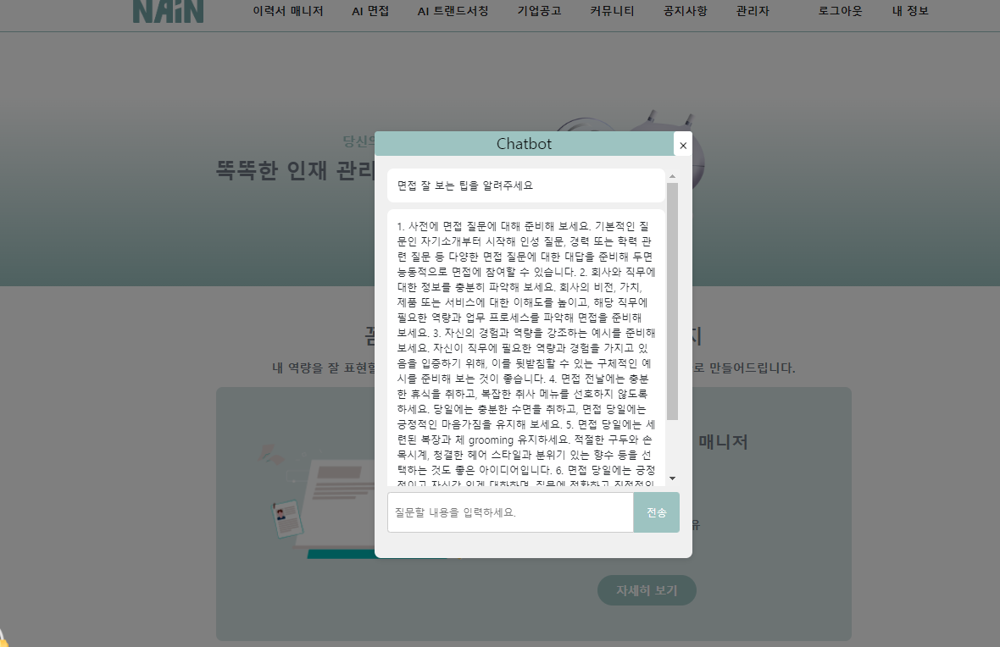 NAiN
이력서 매니저 AI 면접 AI 트랜드서칭 기업공고 커뮤니티 공지사항 관리자 로그아웃 내 정보
당신의
똑똑한 인재 관리
Chatbot
×
면접 잘 보는 팁을 알려주세요
1. 사전에 면접 질문에 대해 준비해 보세요. 기본적인 질
문인 자기소개부터 시작해 인성 질문, 경력 또는 학력 관
련 질문 등 다양한 면접 질문에 대한 대답을 준비해 두면
능동적으로 면접에 참여할 수 있습니다. 2. 회사와 직무에
대한 정보를 충분히 파악해 보세요. 회사의 비전, 가치,
제품 또는 서비스에 대한 이해도를 높이고, 해당 직무에
필요한 역량과 업무 프로세스를 파악해 면접을 준비해
보세요. 3. 자신의 경험과 역량을 강조하는 예시를 준비해
보세요. 자신이 직무에 필요한 역량과 경험을 가지고 있
음을 입증하기 위해, 이를 뒷받침할 수 있는 구체적인 예
시를 준비해 보는 것이 좋습니다. 4. 면접 전날에는 충분
한 휴식을 취하고, 복잡한 취사 메뉴를 선호하지 않도록
하세요. 당일에는 충분한 수면을 취하고, 면접 당일에는
긍정적인 마음가짐을 유지해 보세요. 5. 면접 당일에는 세
련된 복장과 체 grooming 유지하세요. 적절한 구두와 손
목시계, 청결한 헤어 스타일과 분위기 있는 향수 등을 선
택하는 것도 좋은 아이디어입니다. 6. 면접 당일에는 긍정
적이고 자신감 있게 대화하며, 질문에 정확하고 직접적인
질문할 내용을 입력하세요.
전송
지
내 역량을 잘 표현할
로 만들어드립니다.
매니저
유
자세히 보기